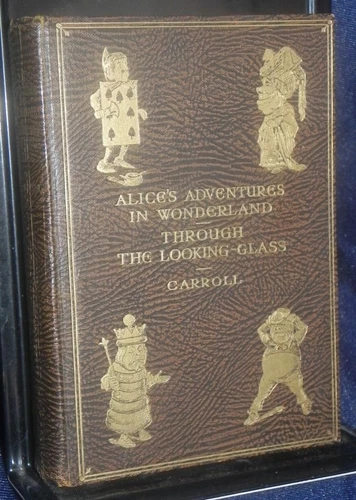 ALICE'S ADVENTURES
IN WONDERLAND
THROUGH
THE LOOKING-GLASS
CARROLL